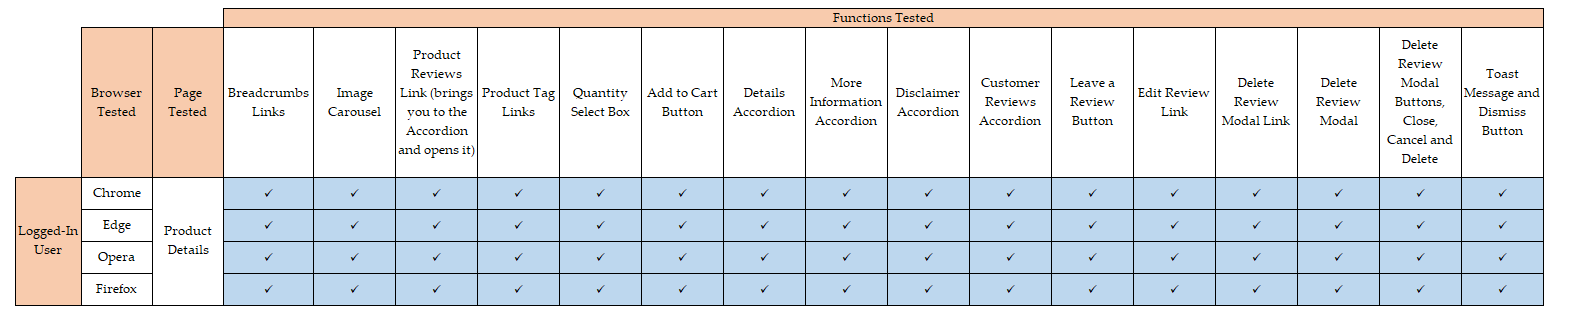 Functions Tested
Browser
Tested
Page
Tested
Breadcrumbs
Links
Image
Carousel
Product
Reviews
Link (brings
you to the
Accordion
and opens it)
Product Tag
Links
Quantity
Select Box
Add to Cart
Button
Details
Accordion
More
Information
Accordion
Disclaimer
Accordion
Customer
Reviews
Accordion
Leave a
Review
Button
Edit Review
Link
Delete
Review
Modal Link
Delete
Review
Modal
Delete
Review
Modal
Buttons,
Close,
Cancel and
Delete
Toast
Message and
Dismiss
Button
Logged-In
User
Chrome
Product
Details
✓ ✓ ✓ ✓ ✓ ✓ ✓ ✓ ✓ ✓ ✓ ✓ ✓ ✓ ✓ ✓
Edge
✓ ✓ ✓ ✓ ✓ ✓ ✓ ✓ ✓ ✓ ✓ ✓ ✓ ✓ ✓ ✓
Opera
✓ ✓ ✓ ✓ ✓ ✓ ✓ ✓ ✓ ✓ ✓ ✓ ✓ ✓ ✓ ✓
Firefox
✓ ✓ ✓ ✓ ✓ ✓ ✓ ✓ ✓ ✓ ✓ ✓ ✓ ✓ ✓ ✓